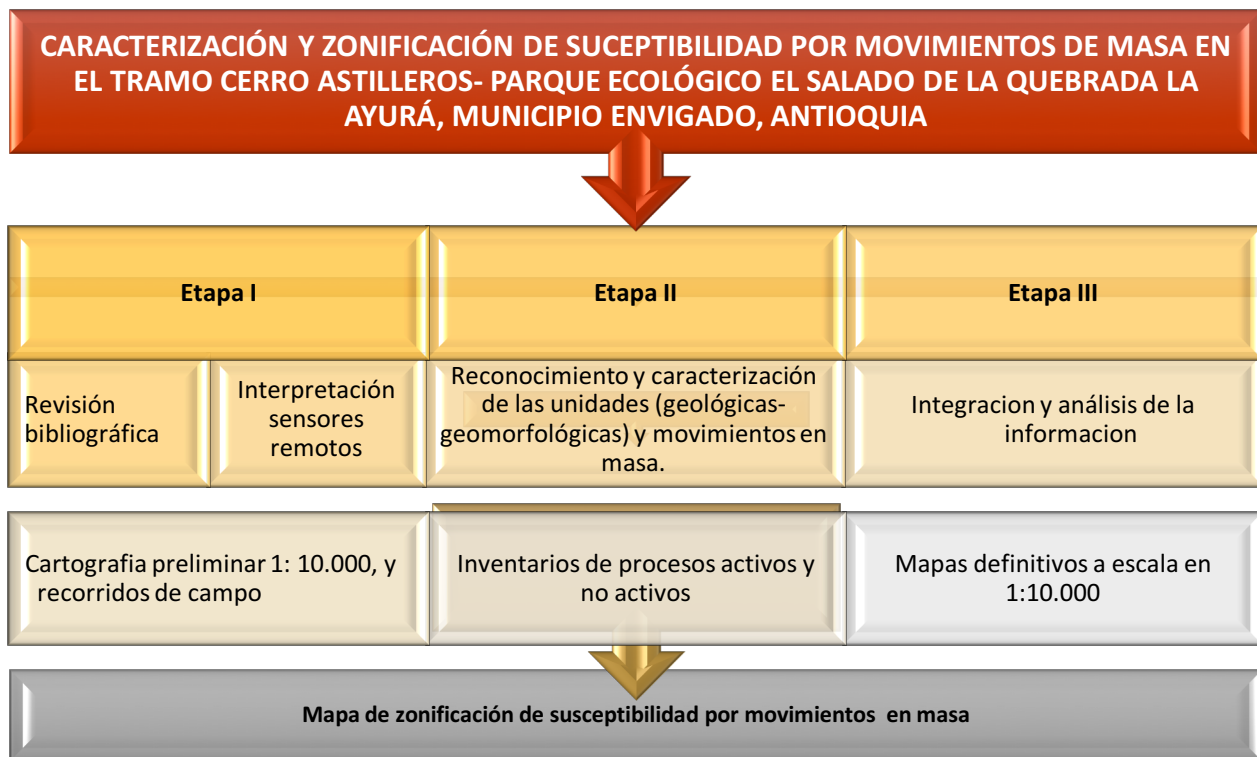 CARACTERIZACIÓN Y ZONIFICACIÓN DE SUCEPTIBILIDAD POR MOVIMIENTOS DE MASA EN
EL TRAMO CERRO ASTILLEROS- PARQUE ECOLÓGICO EL SALADO DE LA QUEBRADA LA
AYURÁ, MUNICIPIO ENVIGADO, ANTIOQUIA
Etapa I
Etapa II
Etapa III
Revisión
bibliográfica
Interpretación
sensores
remotos
Reconocimiento y caracterización
de las unidades (geológicas-
geomorfológicas) y movimientos en
masa.
Integracion y análisis de la
informacion
Cartografia preliminar 1: 10.000, y
recorridos de campo
Inventarios de procesos activos y
no activos
Mapas definitivos a escala en
1:10.000
Mapa de zonificación de susceptibilidad por movimientos en masa